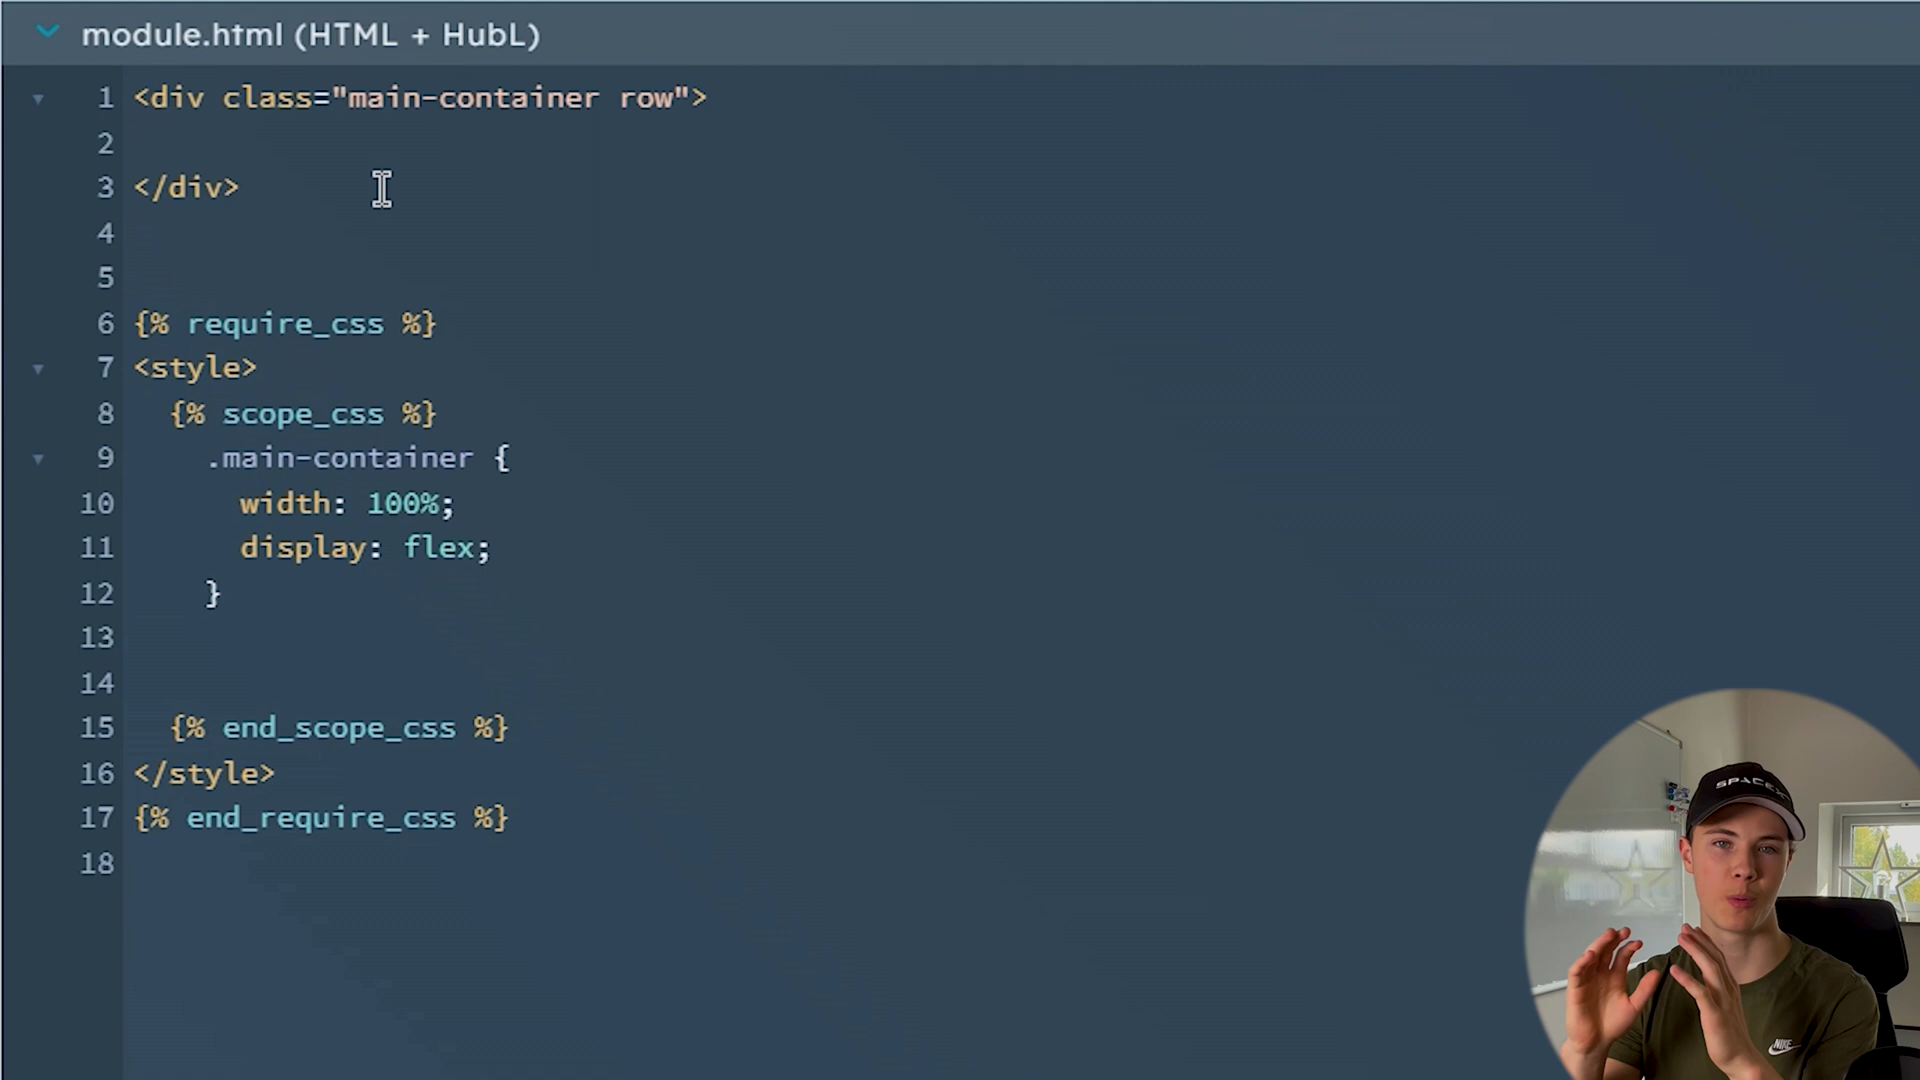 module.html (HTML + HubL)
1 <div class="main-container row">
2
3 </div>
4
5
6 {% require_css %}
7 <style>
8 {% scope_css %}
9 .main-container {
10 width: 100%;
11 display: flex;
12 }
13
14
15 {% end_scope_css %}
16 </style>
17 {% end_require_css %}
18
SPACEX
NIKE